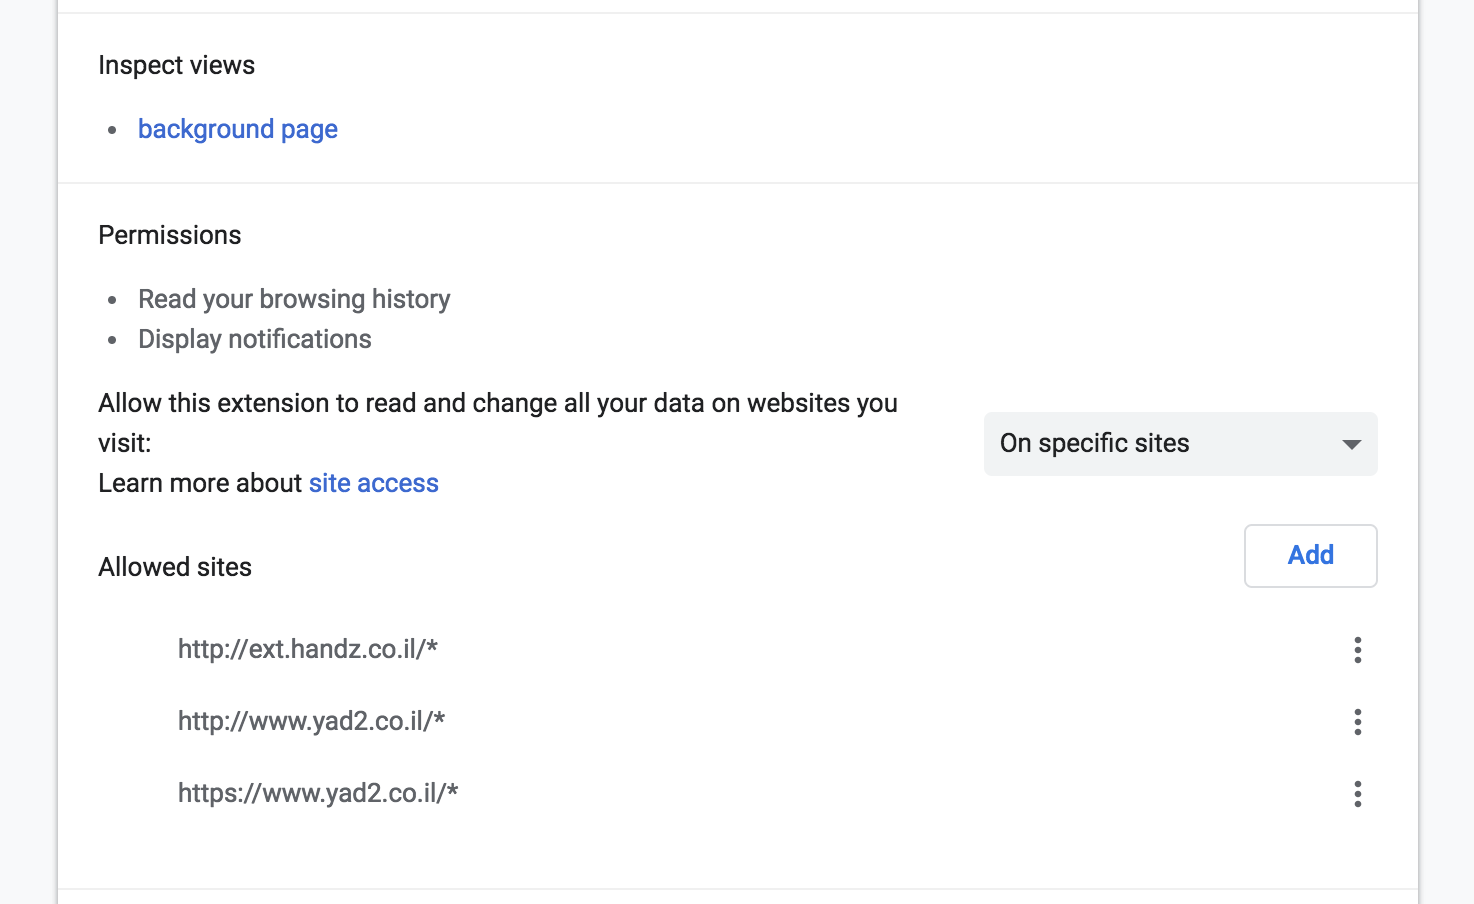 Inspect views
background page
Permissions
Read your browsing history
Display notifications
Allow this extension to read and change all your data on websites you
visit:
Learn more about site access
On specific sites
Allowed sites
Add
http://ext.handz.co.il/*
http://www.yad2.co.il/*
https://www.yad2.co.il/*